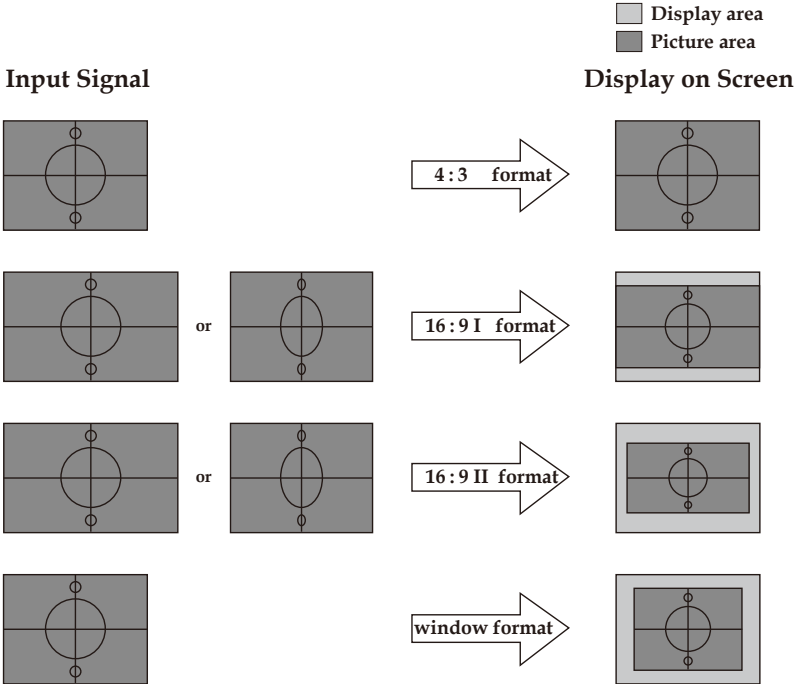 Display area
Picture area
Input Signal
Display on Screen
4 : 3 format
or
16 : 9 I format
or
16 : 9 II format
window format